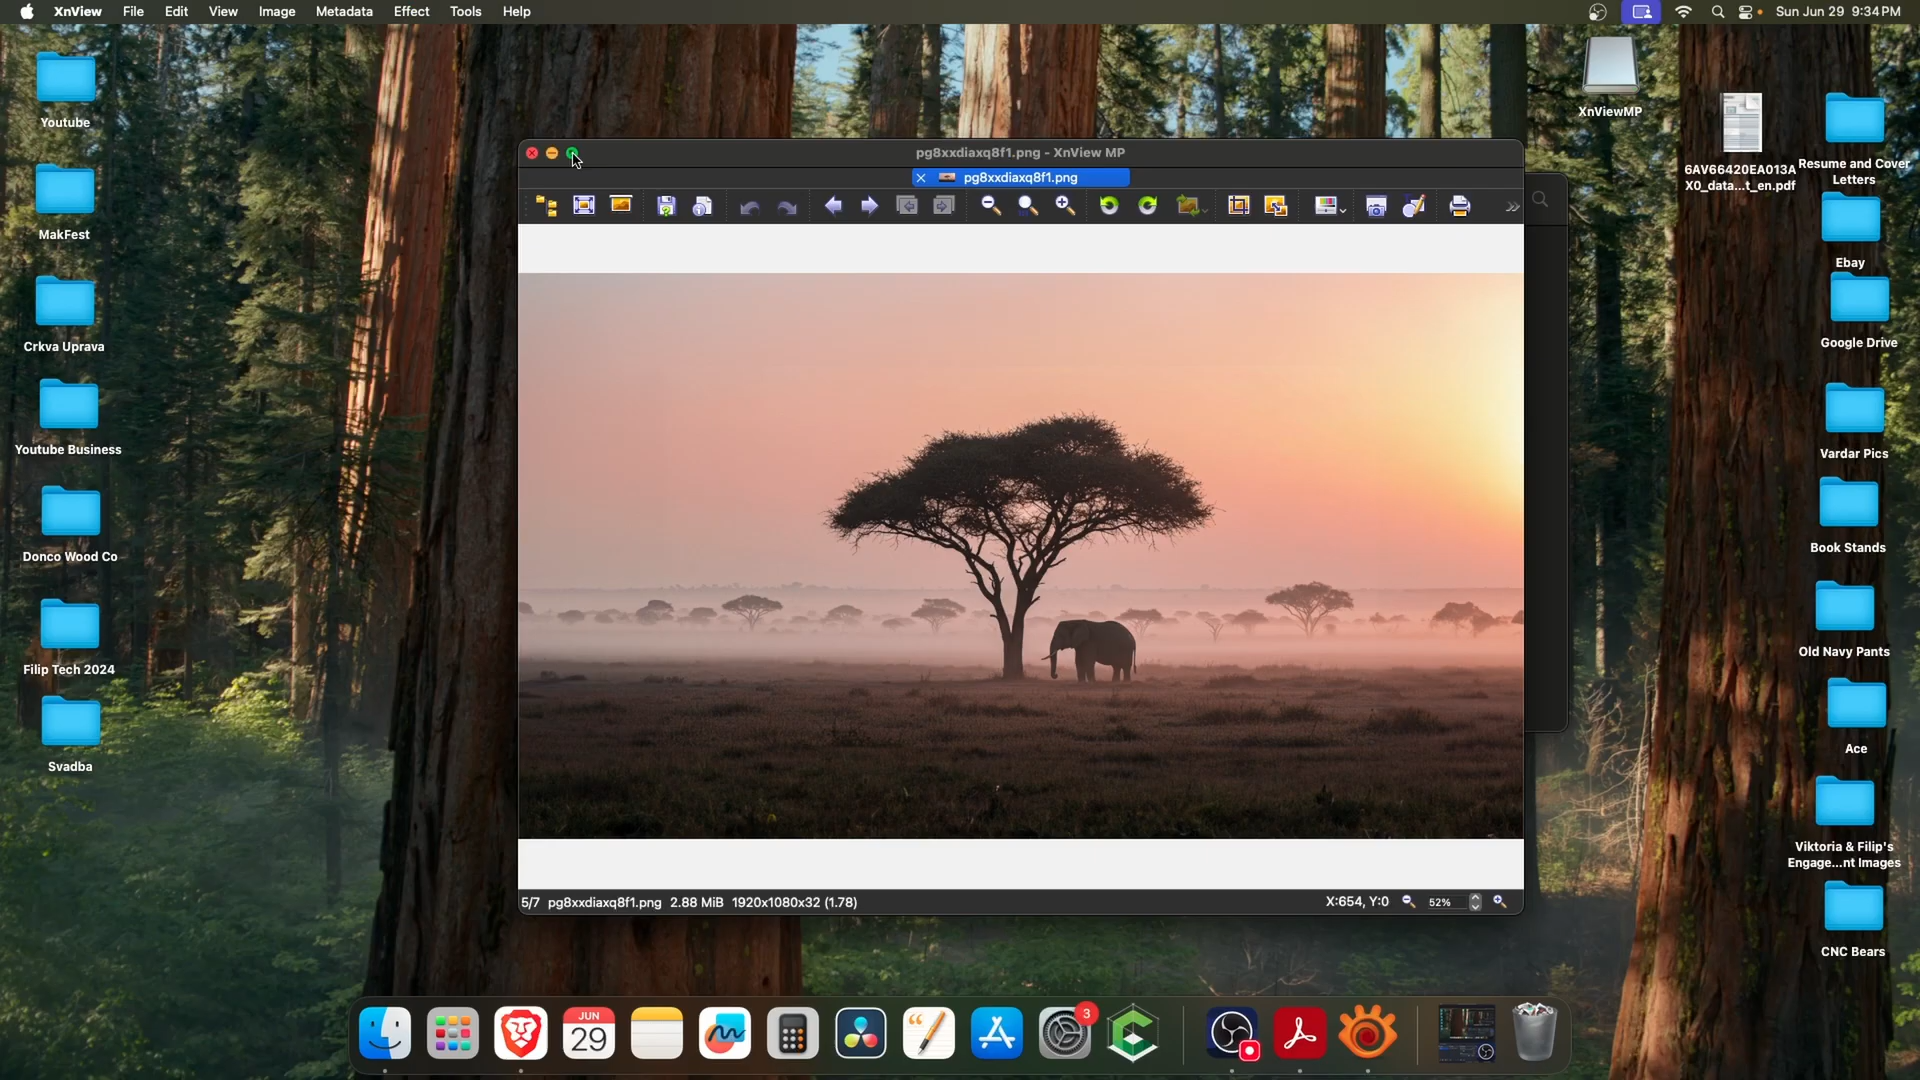 XnView File Edit View Image Metadata Effect Tools Help
Sun Jun 29 9:34 PM
Youtube
MakFest
Crkva Uprava
Youtube Business
Donco Wood Co
Filip Tech 2024
Svadba
pg8xxdiaxq8f1.png - XnView MP
pg8xxdiaxq8f1.png
5/7 pg8xxdiaxq8f1.png 2.88 MiB 1920x1080x32 (1.78)
X:654, Y:0
52%
XnViewMP
6AV66420EA013A
X0_data...t_en.pdf
Resume and Cover
Letters
Ebay
Google Drive
Vardar Pics
Book Stands
Old Navy Pants
Ace
Viktoria & Filip's
Engage...nt Images
CNC Bears
JUN
29
3